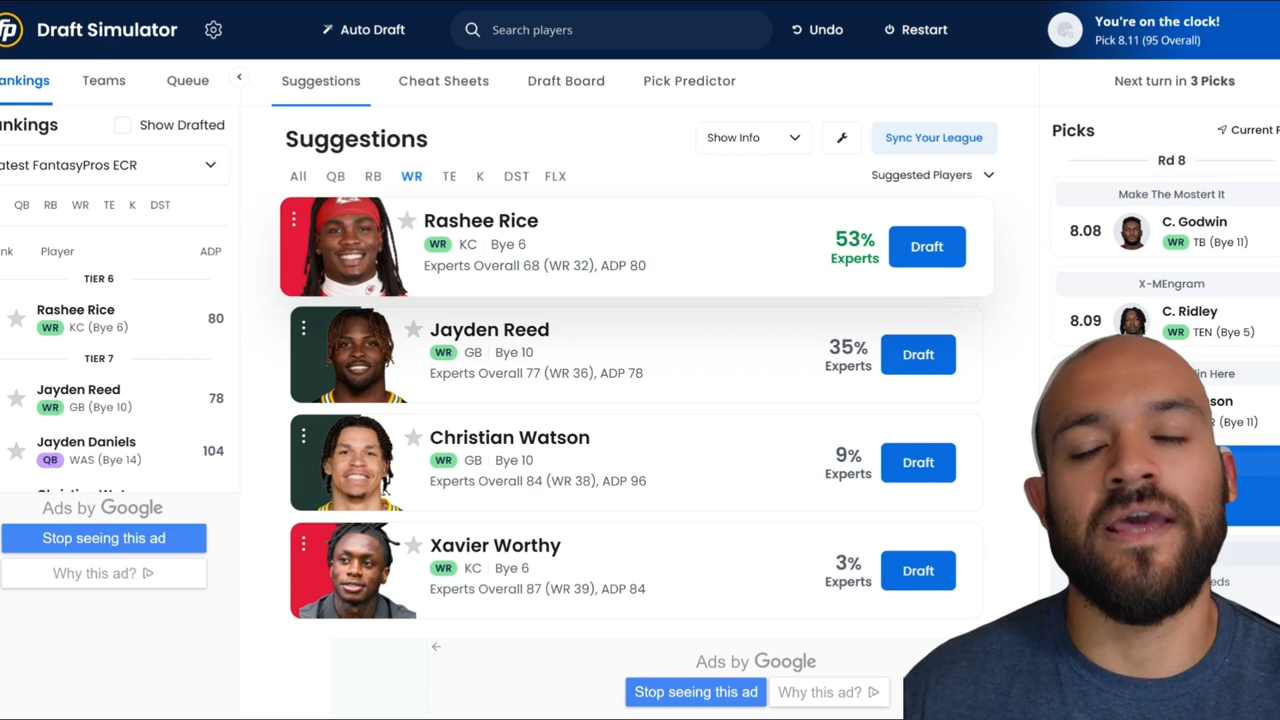 fp Draft Simulator
Auto Draft
Search players
Undo
Restart
You're on the clock!
Pick 8.11 (95 Overall)
ankings
Teams
Queue
Suggestions
Cheat Sheets
Draft Board
Pick Predictor
Next turn in 3 Picks
nkings
Show Drafted
atest FantasyPros ECR
QB RB WR TE K DST
nk Player ADP
TIER 6
Rashee Rice
WR KC (Bye 6)
80
TIER 7
Jayden Reed
WR GB (Bye 10)
78
Jayden Daniels
QB WAS (Bye 14)
104
Ads by Google
Stop seeing this ad
Why this ad?
Suggestions
Show Info
Sync Your League
All QB RB WR TE K DST FLX
Suggested Players
Rashee Rice
WR KC Bye 6
Experts Overall 68 (WR 32), ADP 80
53%
Experts
Draft
Jayden Reed
WR GB Bye 10
Experts Overall 77 (WR 36), ADP 78
35%
Experts
Draft
Christian Watson
WR GB Bye 10
Experts Overall 84 (WR 38), ADP 96
9%
Experts
Draft
Xavier Worthy
WR KC Bye 6
Experts Overall 87 (WR 39), ADP 84
3%
Experts
Draft
Ads by Google
Stop seeing this ad
Why this ad?
Picks
Current P
Rd 8
Make The Mostert It
8.08
C. Godwin
WR TB (Bye 11)
X-MEngram
8.09
C. Ridley
WR TEN (Bye 5)
in Here
son
(Bye 11)
eds